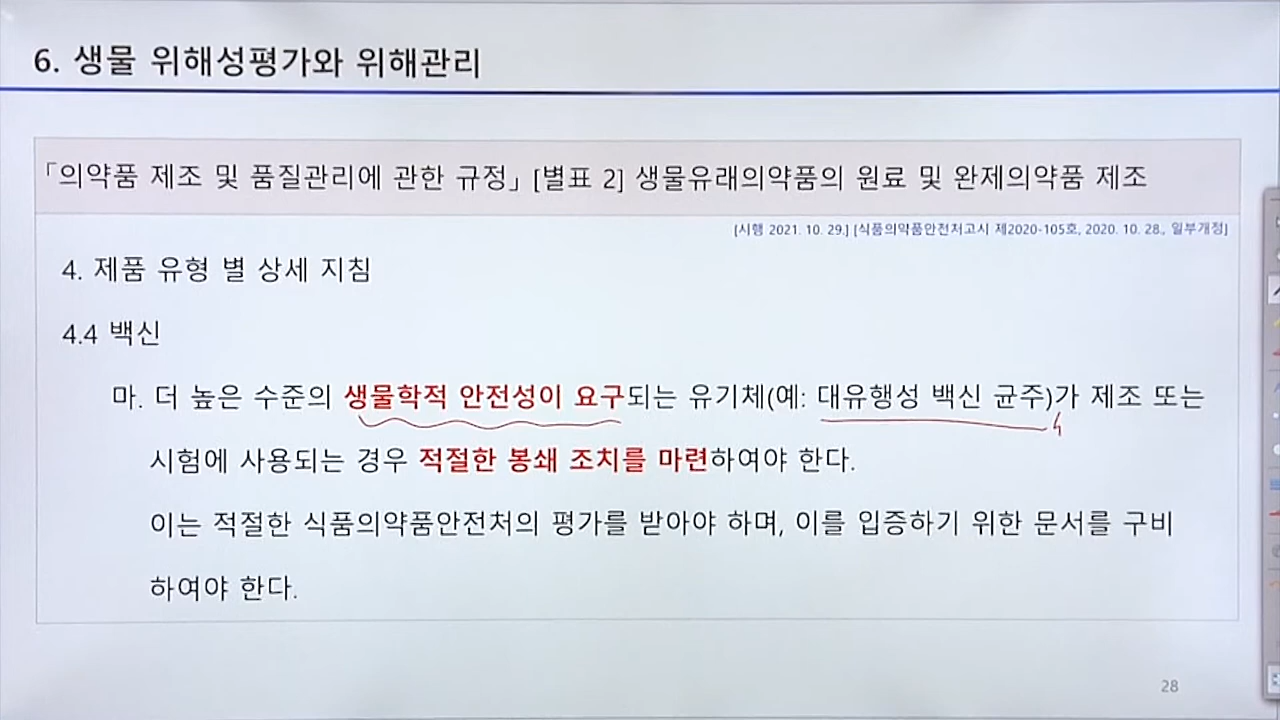 6. 생물 위해성평가와 위해관리
「의약품 제조 및 품질관리에 관한 규정」 [별표 2] 생물유래의약품의 원료 및 완제의약품 제조
[시행 2021. 10. 29.] [식품의약품안전처고시 제2020-105호, 2020. 10. 28., 일부개정]
4. 제품 유형 별 상세 지침
4.4 백신
마. 더 높은 수준의 생물학적 안전성이 요구되는 유기체(예: 대유행성 백신 균주)가 제조 또는
시험에 사용되는 경우 적절한 봉쇄 조치를 마련하여야 한다.
이는 적절한 식품의약품안전처의 평가를 받아야 하며, 이를 입증하기 위한 문서를 구비
하여야 한다.
28